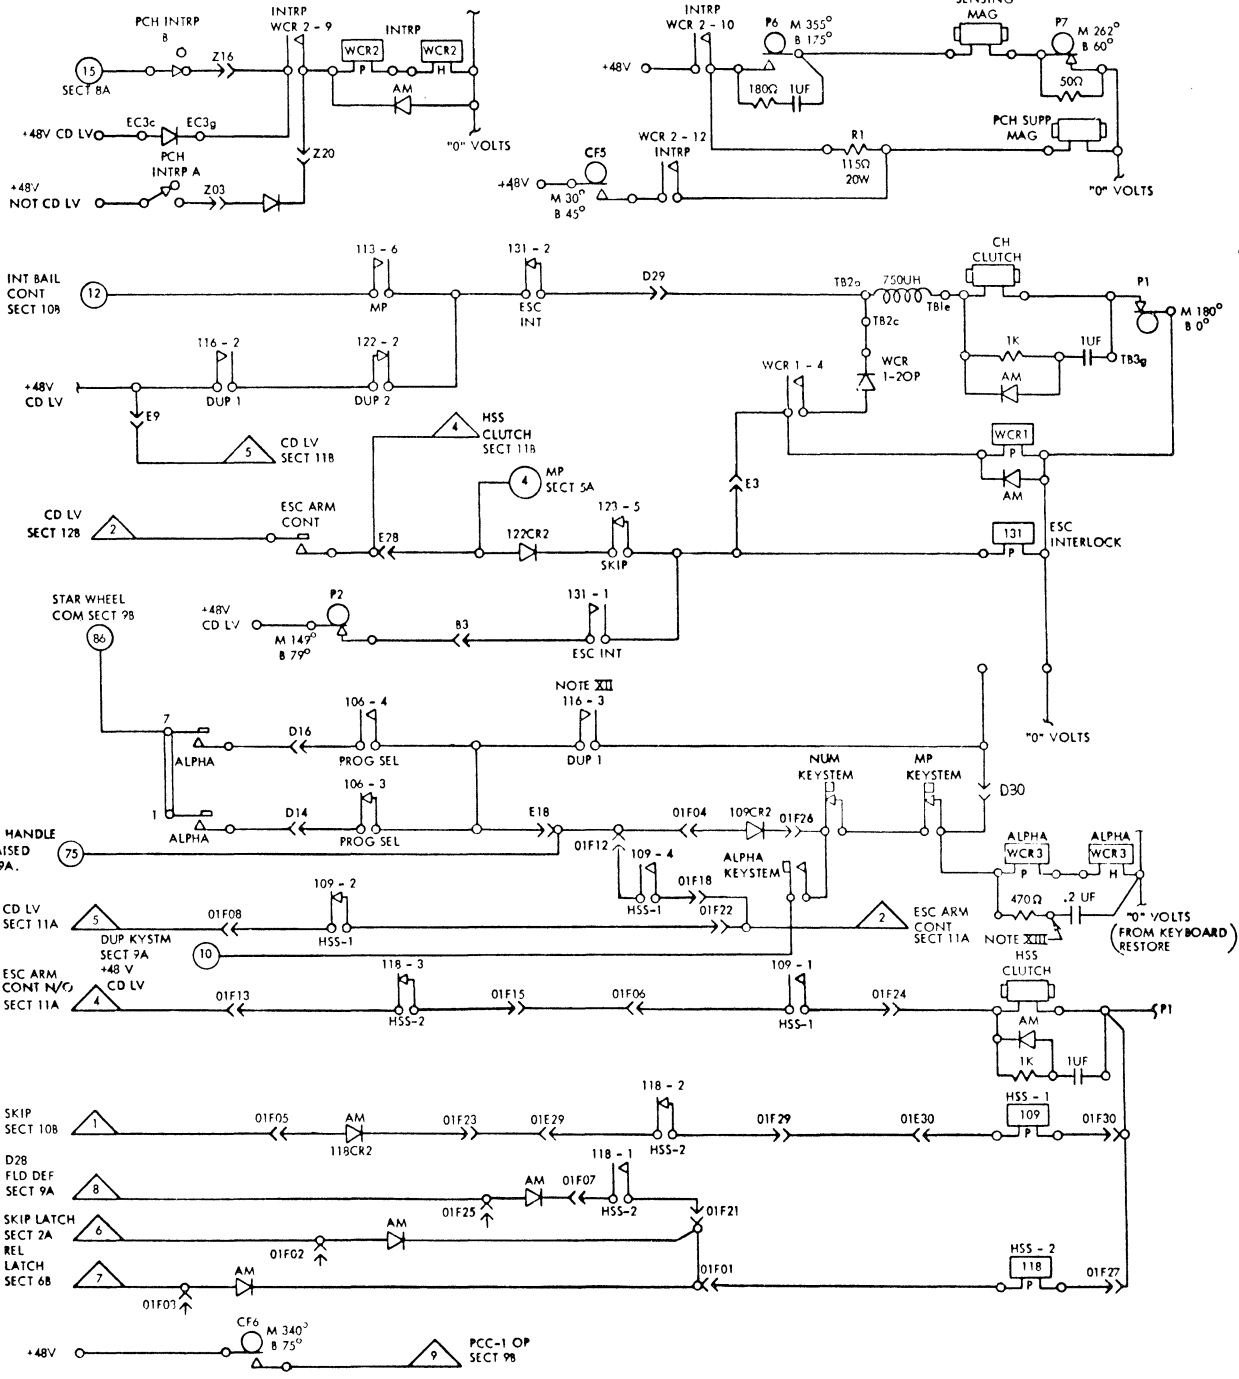 PCH INTRP
B
INTRP
WCR 2 - 9
INTRP
WCR2
WCR2
P
H
Z16
15
SECT 8A
AM
+48V CD LV
EC3c
EC3g
PCH
INTRP A
Z20
"0" VOLTS
+48V
NOT CD LV
Z03
INTRP
WCR 2 - 10
P6
M 355°
B 175°
MAG
P7
M 262°
B 60°
+48V
180Ω
1UF
50Ω
PCH SUPP
MAG
WCR 2 - 12
INTRP
R1
115Ω
20W
CF5
+48V
M 30°
B 45°
"0" VOLTS
INT BAIL
CONT
SECT 10B
12
113 - 6
MP
131 - 2
ESC
INT
D29
TB2a
750UH
TB1e
CH
CLUTCH
P1
M 180°
B 0°
TB2c
1K
1UF
TB3g
AM
116 - 2
DUP 1
122 - 2
DUP 2
+48V
CD LV
E9
5
CD LV
SECT 11B
4
HSS
CLUTCH
SECT 11B
WCR 1 - 4
WCR
1-2OP
WCR1
P
AM
4
MP
SECT 5A
E3
CD LV
SECT 12B
2
ESC ARM
CONT
E28
122CR2
123 - 5
SKIP
131
P
ESC
INTERLOCK
STAR WHEEL
COM SECT 9B
86
+48V
CD LV
P2
M 149°
B 79°
B3
131 - 1
ESC INT
"0" VOLTS
7
ALPHA
D16
106 - 4
PROG SEL
NOTE XII
116 - 3
DUP 1
1
ALPHA
D14
106 - 3
PROG SEL
E18
01F04
109CR2
01F26
NUM
KEYSTEM
MP
KEYSTEM
D30
HANDLE
75
01F12
109 - 4
HSS-1
01F18
ALPHA
KEYSTEM
ALPHA
WCR3
P
ALPHA
WCR3
H
470Ω
.2 UF
"0" VOLTS
(FROM KEYBOARD)
RESTORE
NOTE XIII
CD LV
SECT 11A
5
01F08
109 - 2
HSS-1
01F22
2
ESC ARM
CONT
SECT 11A
DUP KYSTM
SECT 9A
+48 V
CD LV
10
ESC ARM
CONT N/O
SECT 11A
4
01F13
118 - 3
HSS-2
01F15
01F06
109 - 1
HSS-1
01F24
HSS
CLUTCH
P1
AM
1K
1UF
SKIP
SECT 10B
1
01F05
AM
118CR2
01F23
01E29
118 - 2
HSS-2
01F29
01E30
HSS - 1
109
P
01F30
D28
FLD DEF
SECT 9A
8
01F25
AM
01F07
118 - 1
HSS-2
01F21
SKIP LATCH
SECT 2A
6
01F02
AM
REL
LATCH
SECT 6B
7
01F03
AM
01F01
HSS - 2
118
P
01F27
+48V
CF6
M 340°
B 75°
9
PCC-1 OP
SECT 9B